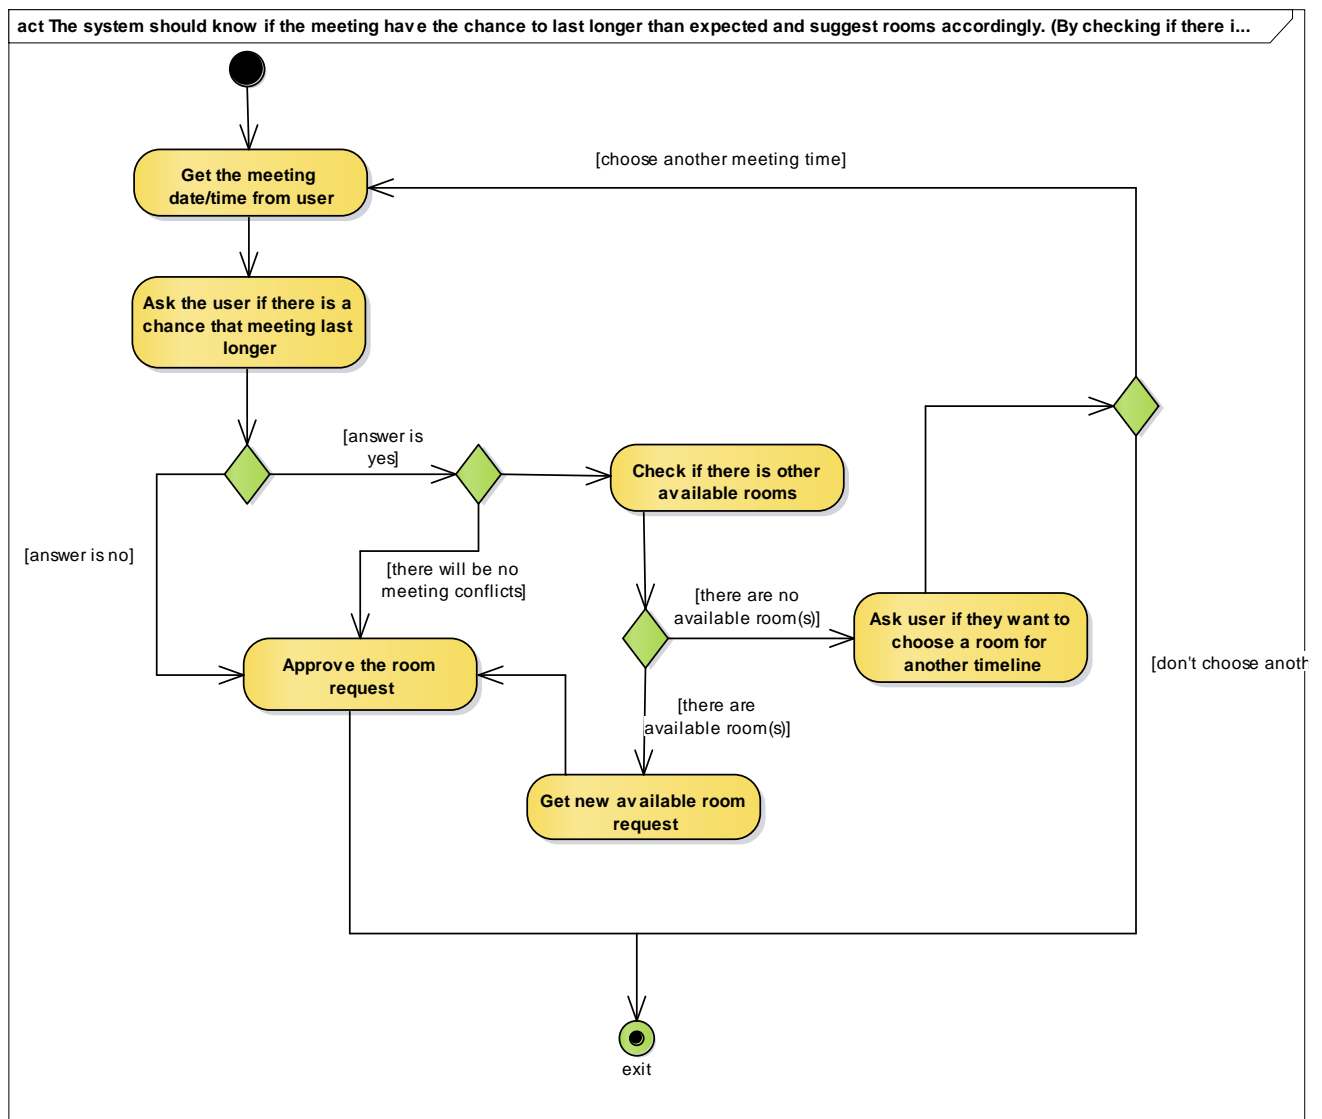 act The system should know if the meeting have the chance to last longer than expected and suggest rooms accordingly. (By checking if there i...
[choose another meeting time]
Get the meeting
date/time from user
Ask the user if there is a
chance that meeting last
longer
[answer is
yes]
Check if there is other
available rooms
[answer is no]
[there will be no
meeting conflicts]
[there are no
available room(s)]
Ask user if they want to
choose a room for
another timeline
Approve the room
request
[don't choose anoth
[there are
available room(s)]
Get new available room
request
exit